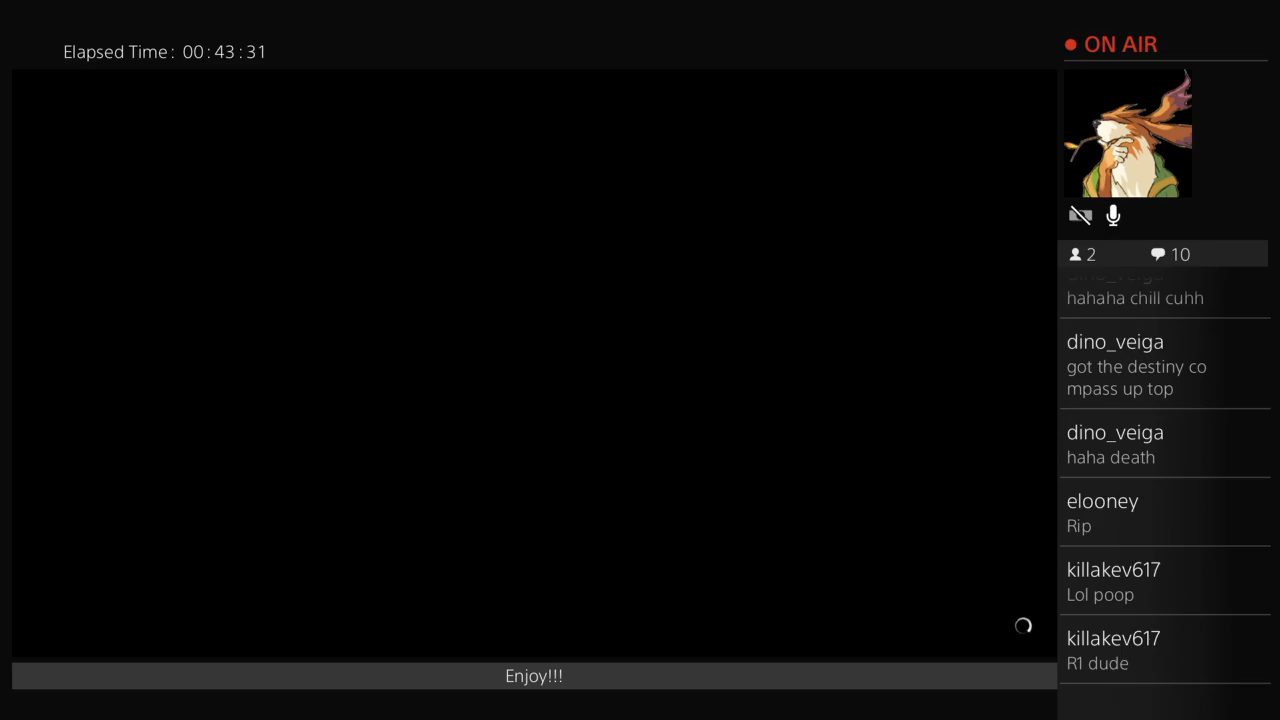 Elapsed Time: 00:43:31
ON AIR
2
10
hahaha chill cuhh
dino_veiga
got the destiny co
mpass up top
dino_veiga
haha death
elooney
Rip
killakev617
Lol poop
killakev617
R1 dude
Enjoy!!!